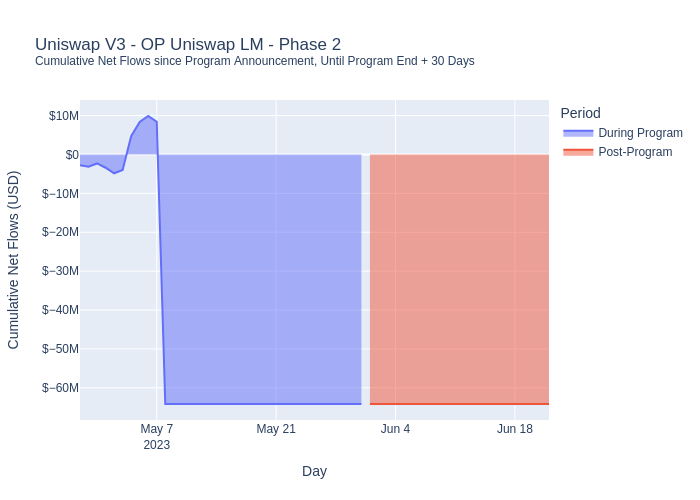 Uniswap V3 - OP Uniswap LM - Phase 2
Cumulative Net Flows since Program Announcement, Until Program End + 30 Days
Period
During Program
Post-Program
Cumulative Net Flows (USD)
$10M
$0
$−10M
$−20M
$−30M
$−40M
$−50M
$−60M
May 7
2023
May 21
Jun 4
Jun 18
Day